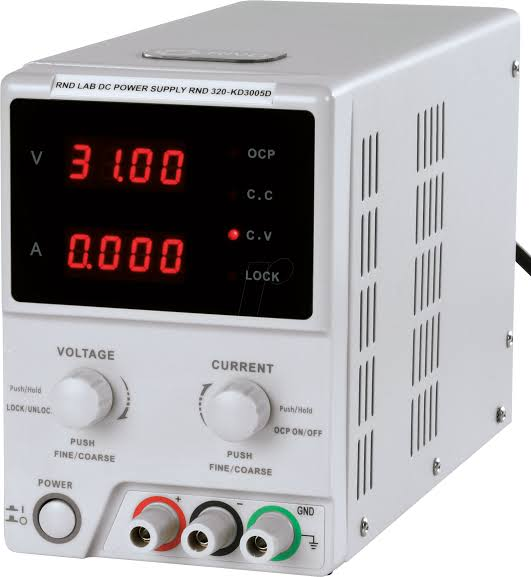 RND LAB DC POWER SUPPLY RND 320-KD3005D
V 31.00
OCP
C.C
C.V
A 0.000
LOCK
VOLTAGE
CURRENT
Push/Hold
LOCK/UNLOC.
Push/Hold
OCP ON/OFF
PUSH
FINE/COARSE
PUSH
FINE/COARSE
POWER
+
-
GND